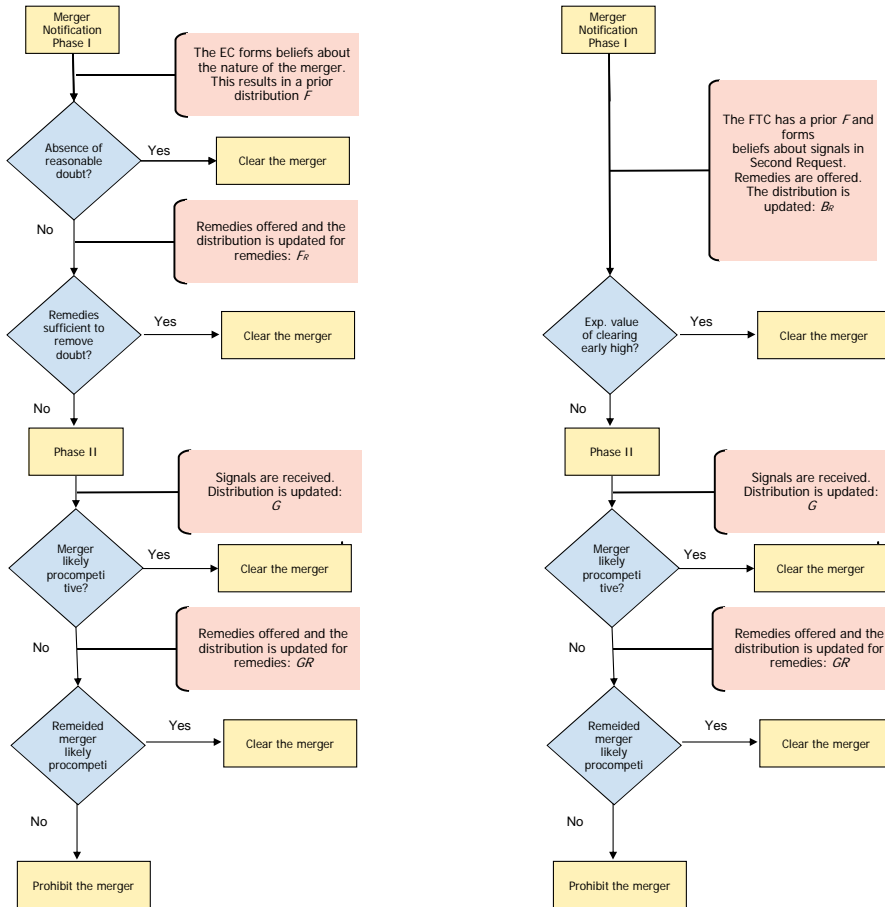 Merger
Notification
Phase I
The EC forms beliefs about
the nature of the merger.
This results in a prior
distribution F
Absence of
reasonable
doubt?
Yes
Clear the merger
No
Remedies offered and the
distribution is updated for
remedies: FR
Remedies
sufficient to
remove
doubt?
Yes
Clear the merger
No
Phase II
Signals are received.
Distribution is updated:
G
Merger
likely
procompeti
tive?
Yes
Clear the merger
No
Remedies offered and the
distribution is updated for
remedies: GR
Remeided
merger
likely
procompeti
Yes
Clear the merger
No
Prohibit the merger
Merger
Notification
Phase I
The FTC has a prior F and
forms
beliefs about signals in
Second Request.
Remedies are offered.
The distribution is
updated: BR
Exp. value
of clearing
early high?
Yes
Clear the merger
No
Phase II
Signals are received.
Distribution is updated:
G
Merger
likely
procompeti
tive?
Yes
Clear the merger
No
Remedies offered and the
distribution is updated for
remedies: GR
Remeided
merger
likely
procompeti
Yes
Clear the merger
No
Prohibit the merger